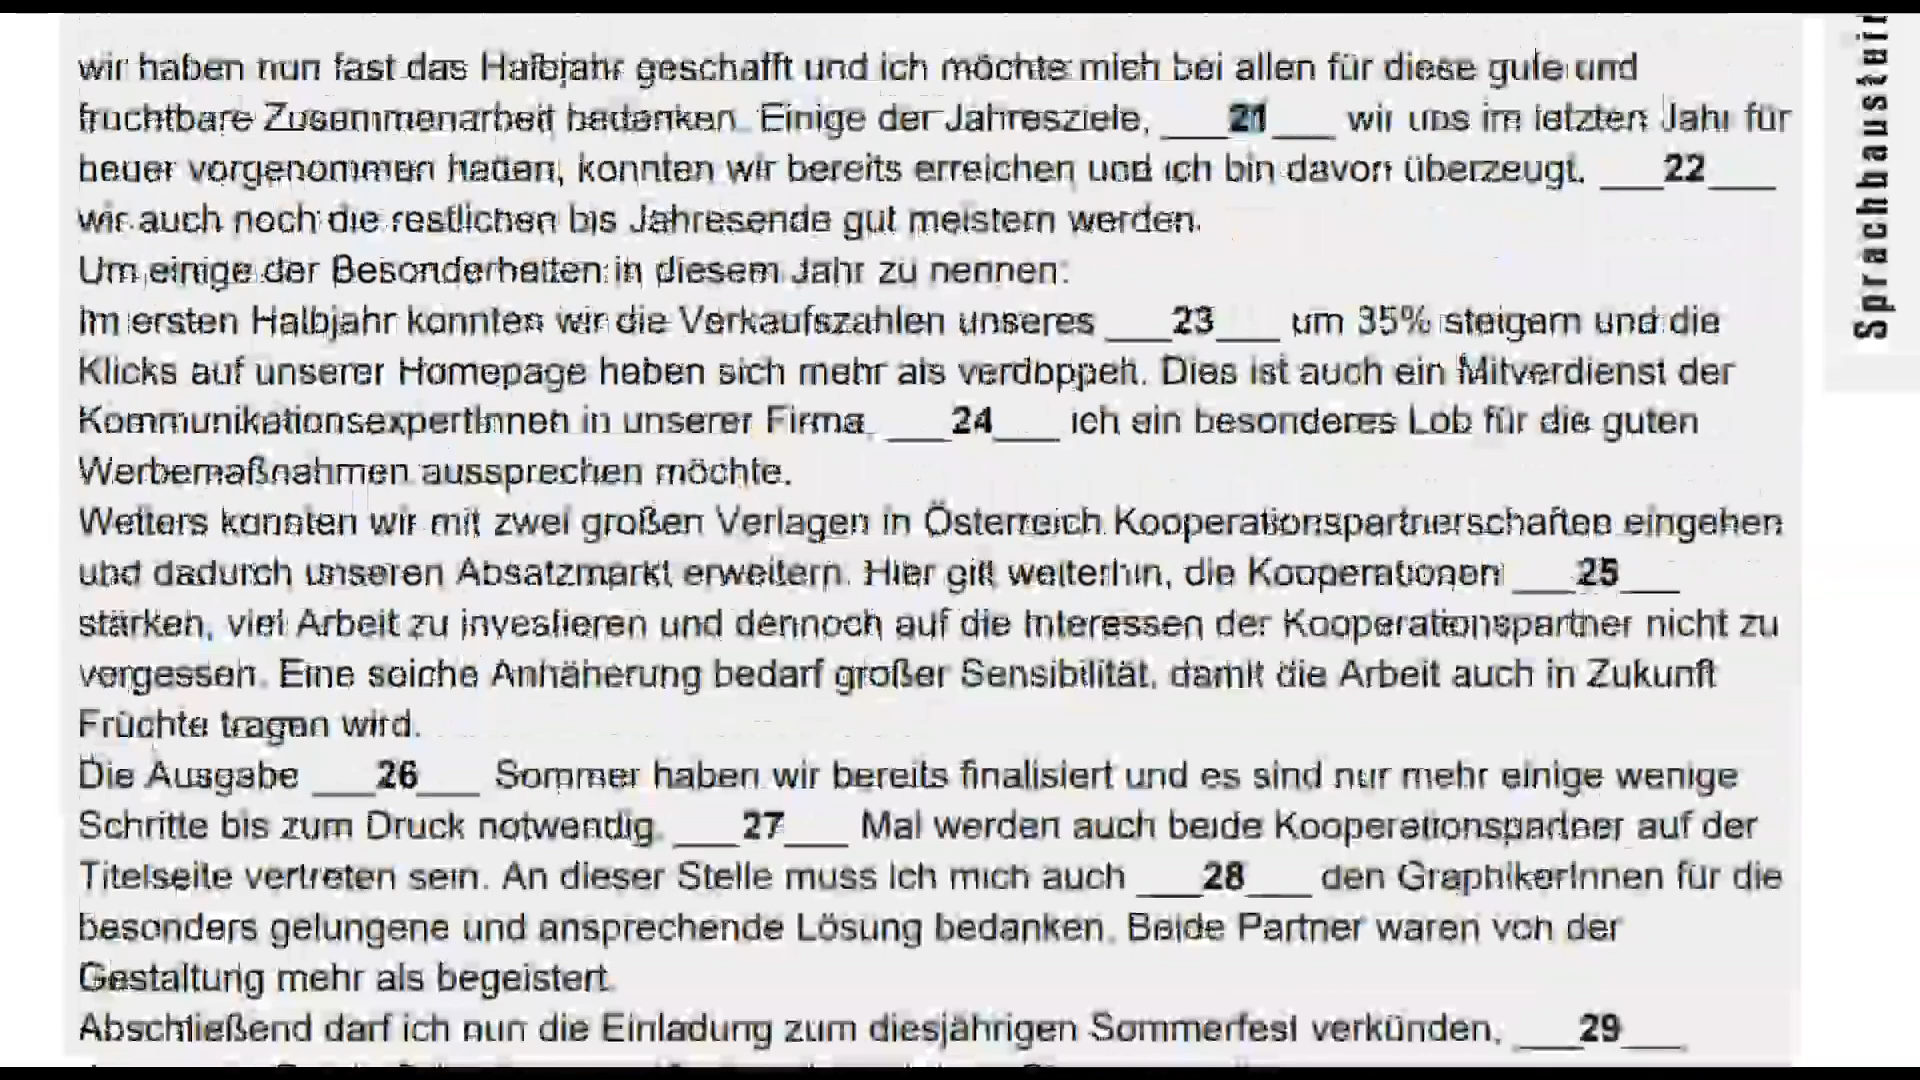 wir haben nun fast das Halbjahr geschafft und ich möchte mich bei allen für diese gute und
fruchtbare Zusammenarbeit bedanken. Einige der Jahresziele, ___21___ wir uns im letzten Jahr für
heuer vorgenommen hatten, konnten wir bereits erreichen und ich bin davon überzeugt, ___22___
wir auch noch die restlichen bis Jahresende gut meistern werden.
Um einige der Besonderheiten in diesem Jahr zu nennen:
Im ersten Halbjahr konnten wir die Verkaufszahlen unseres ___23___ um 35% steigern und die
Klicks auf unserer Homepage haben sich mehr als verdoppelt. Dies ist auch ein Mitverdienst der
KommunikationsexpertInnen in unserer Firma, ___24___ ich ein besonderes Lob für die guten
Werbemaßnahmen aussprechen möchte.
Weiters konnten wir mit zwei großen Verlagen in Österreich Kooperationspartnerschaften eingehen
und dadurch unseren Absatzmarkt erweitern. Hier gilt weiterhin, die Kooperationen ___25___
stärken, viel Arbeit zu investieren und dennoch auf die Interessen der Kooperationspartner nicht zu
vergessen. Eine solche Annäherung bedarf großer Sensibilität, damit die Arbeit auch in Zukunft
Früchte tragen wird.
Die Ausgabe ___26___ Sommer haben wir bereits finalisiert und es sind nur mehr einige wenige
Schritte bis zum Druck notwendig. ___27___ Mal werden auch beide Kooperationspartner auf der
Titelseite vertreten sein. An dieser Stelle muss ich mich auch ___28___ den GraphikerInnen für die
besonders gelungene und ansprechende Lösung bedanken. Beide Partner waren von der
Gestaltung mehr als begeistert.
Abschließend darf ich nun die Einladung zum diesjährigen Sommerfest verkünden, ___29___